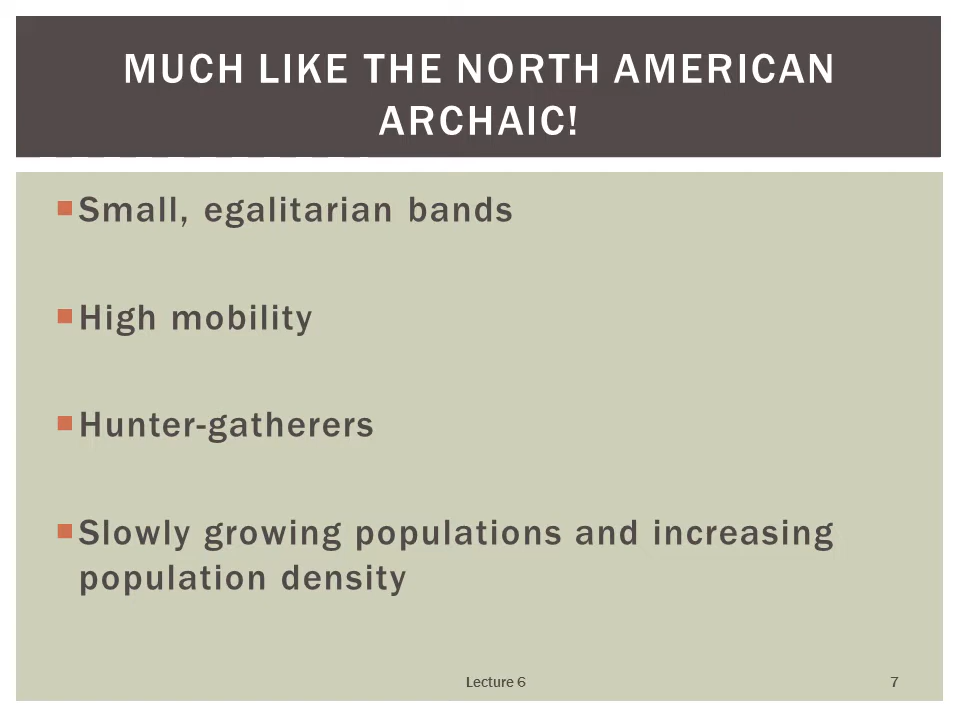 MUCH LIKE THE NORTH AMERICAN
ARCHAIC!
Small, egalitarian bands
High mobility
Hunter-gatherers
Slowly growing populations and increasing
population density
Lecture 6
7